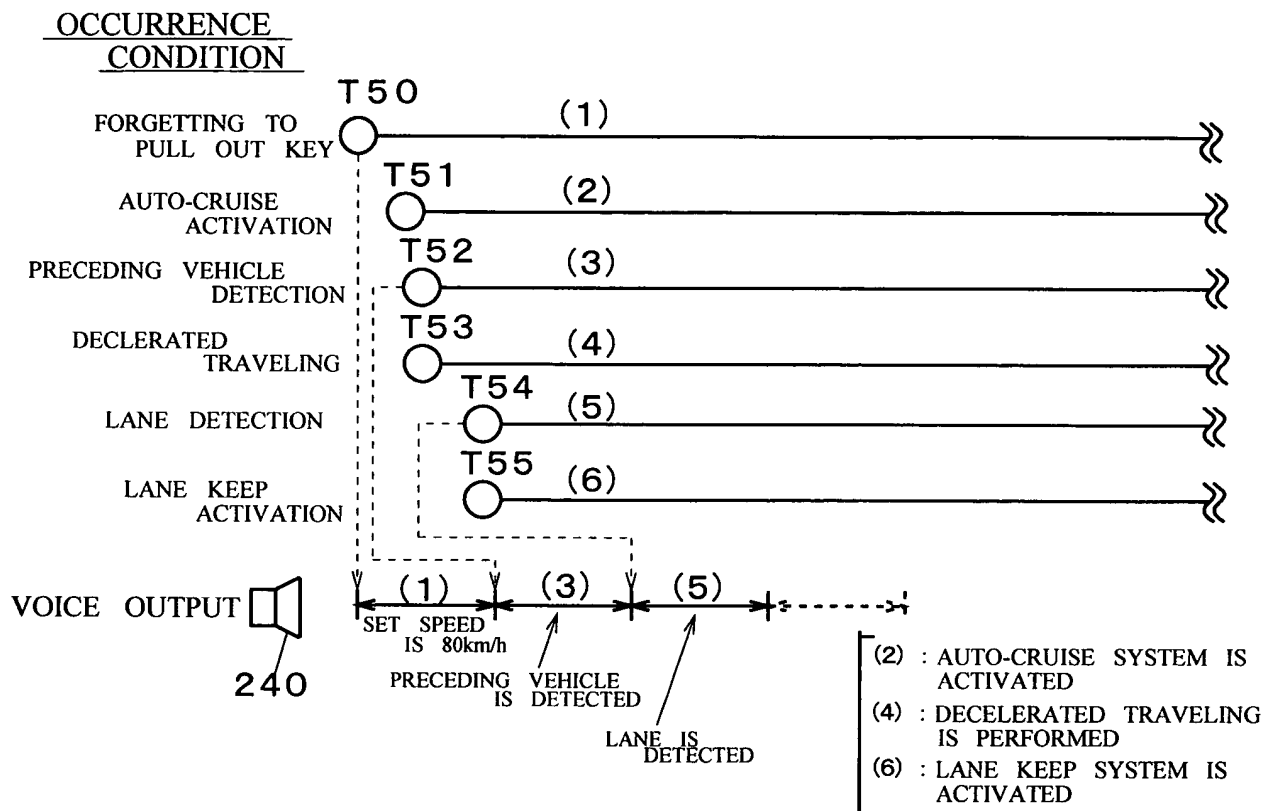 OCCURRENCE
CONDITION
T50
FORGETTING TO
PULL OUT KEY
(1)
T51
AUTO-CRUISE
ACTIVATION
(2)
T52
PRECEDING VEHICLE
DETECTION
(3)
T53
DECLERATED
TRAVELING
(4)
T54
LANE DETECTION
(5)
T55
LANE KEEP
ACTIVATION
(6)
VOICE OUTPUT
240
(1)
(3)
(5)
SET SPEED
IS 80km/h
PRECEDING VEHICLE
IS DETECTED
LANE IS
DETECTED
(2) : AUTO-CRUISE SYSTEM IS
ACTIVATED
(4) : DECELERATED TRAVELING
IS PERFORMED
(6) : LANE KEEP SYSTEM IS
ACTIVATED